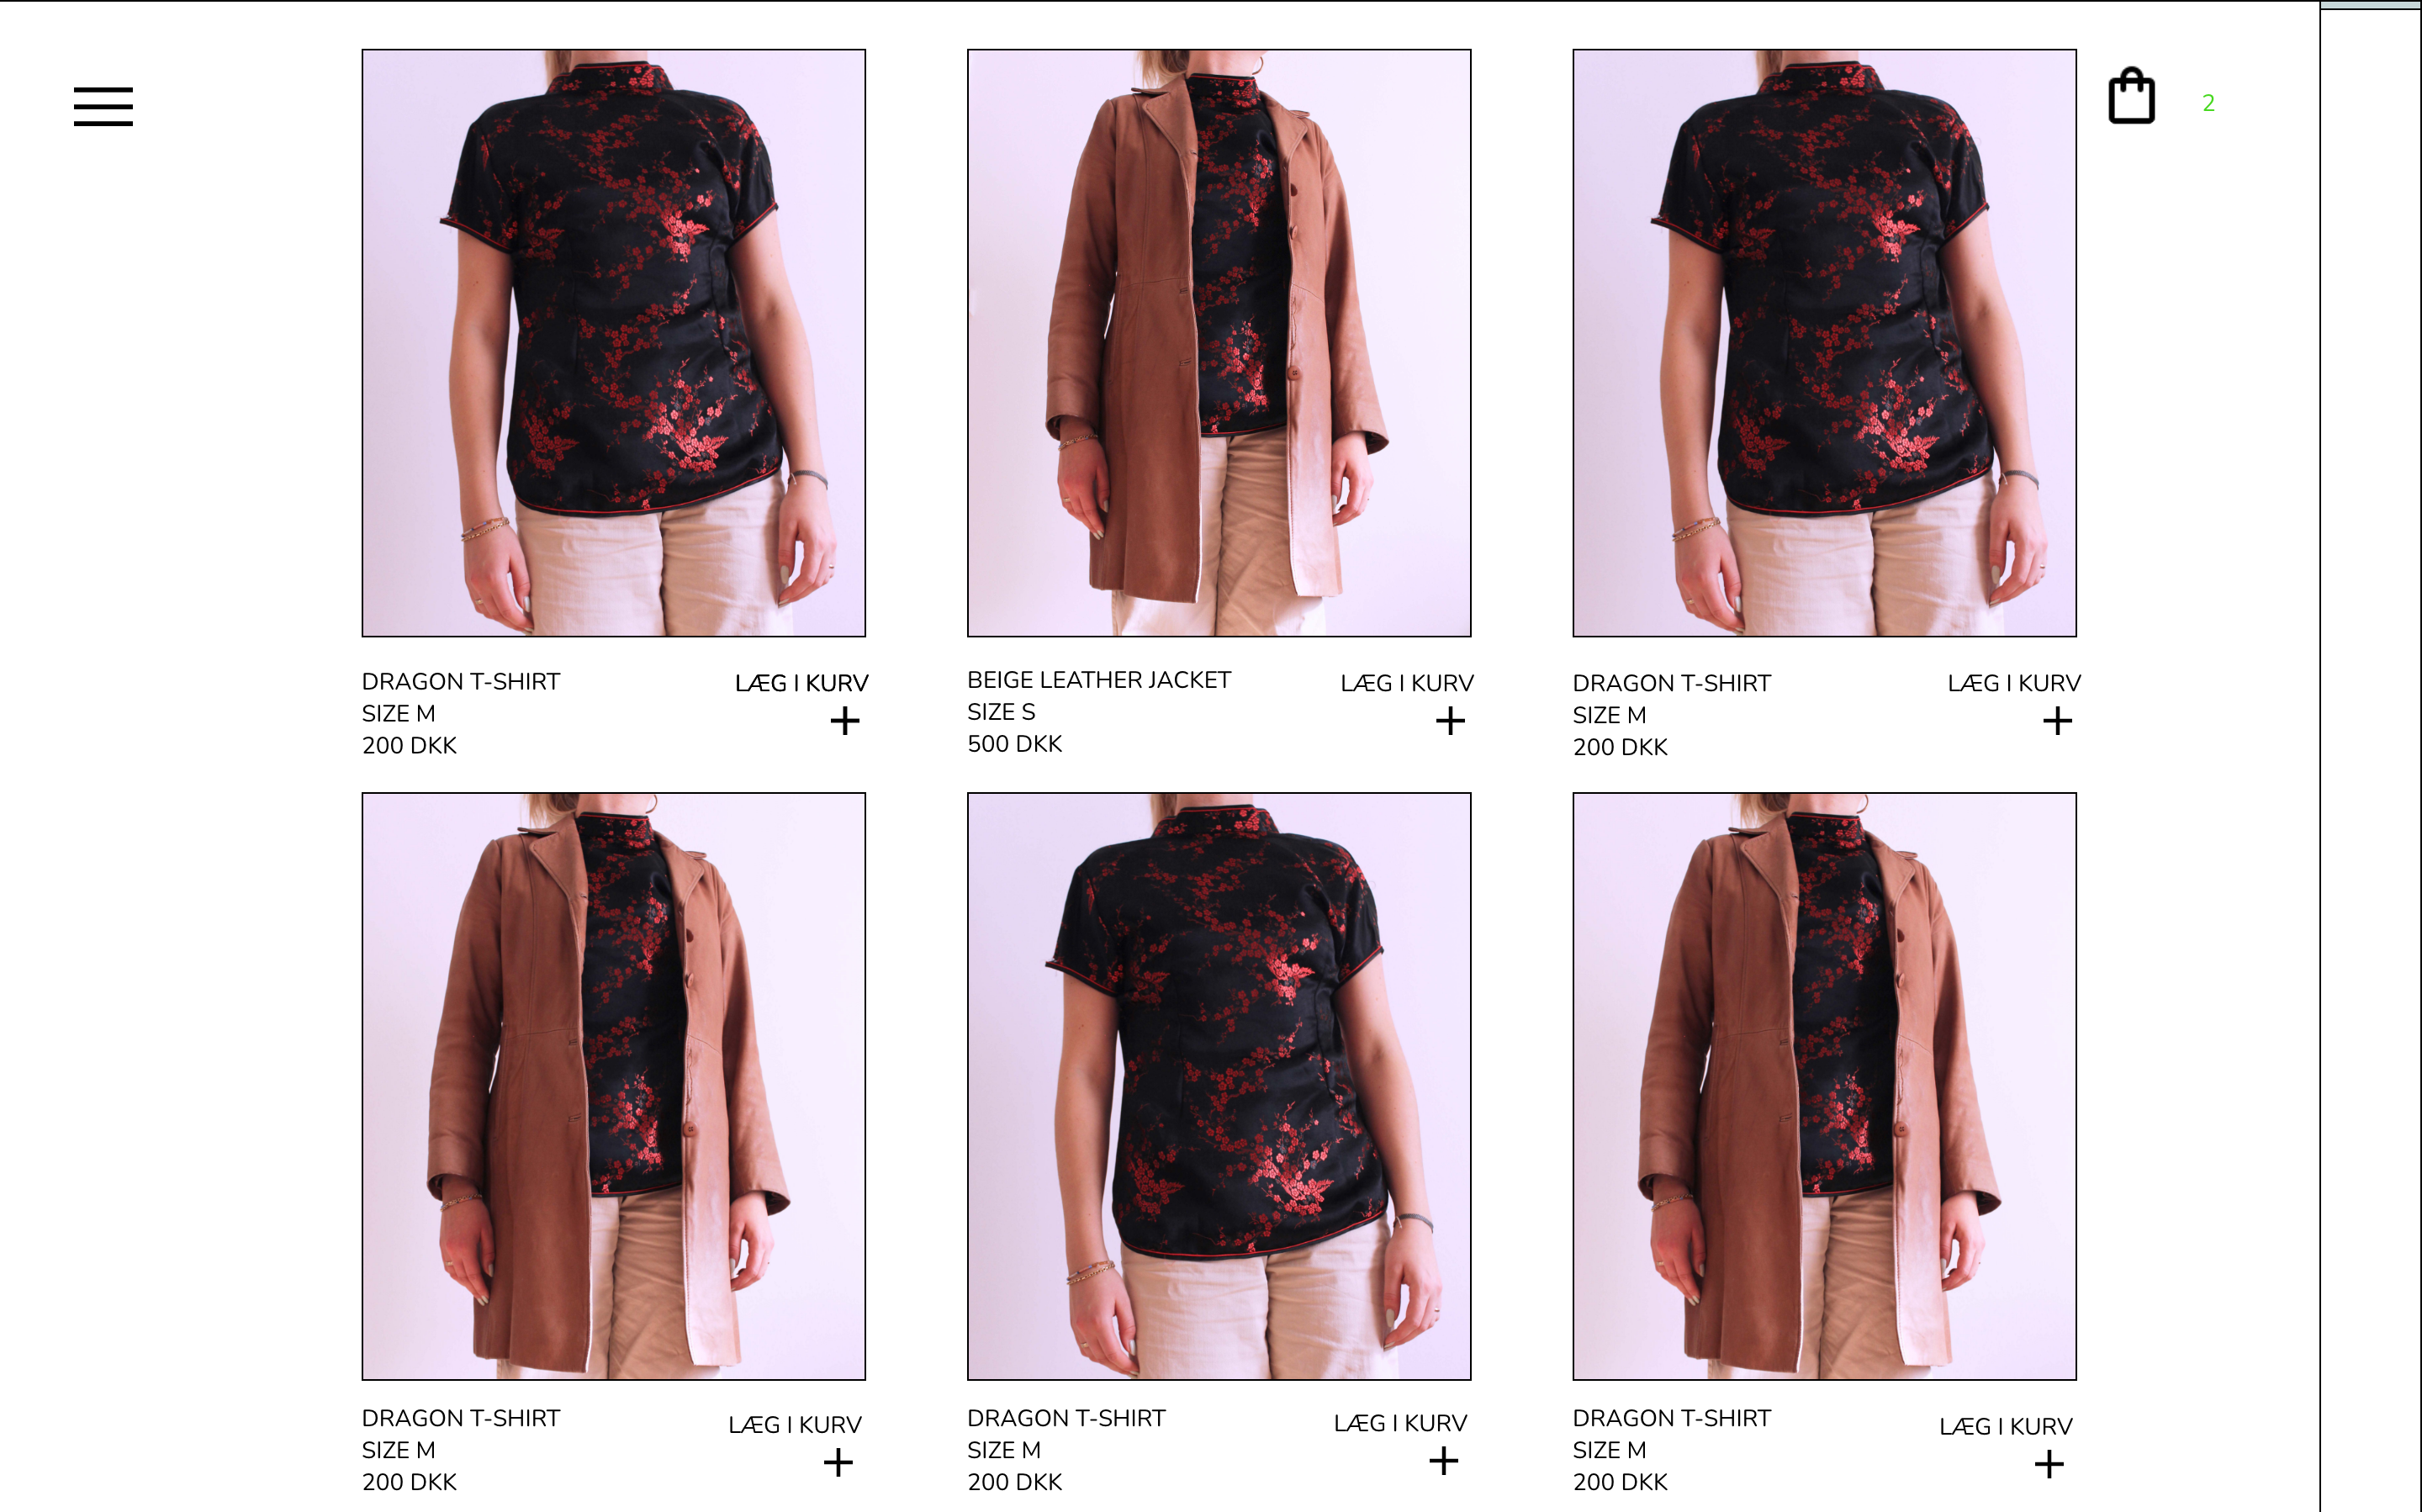 2
DRAGON T-SHIRT
SIZE M
200 DKK
LÆG I KURV
+
BEIGE LEATHER JACKET
SIZE S
500 DKK
LÆG I KURV
+
DRAGON T-SHIRT
SIZE M
200 DKK
LÆG I KURV
+
DRAGON T-SHIRT
SIZE M
200 DKK
LÆG I KURV
+
DRAGON T-SHIRT
SIZE M
200 DKK
LÆG I KURV
+
DRAGON T-SHIRT
SIZE M
200 DKK
LÆG I KURV
+